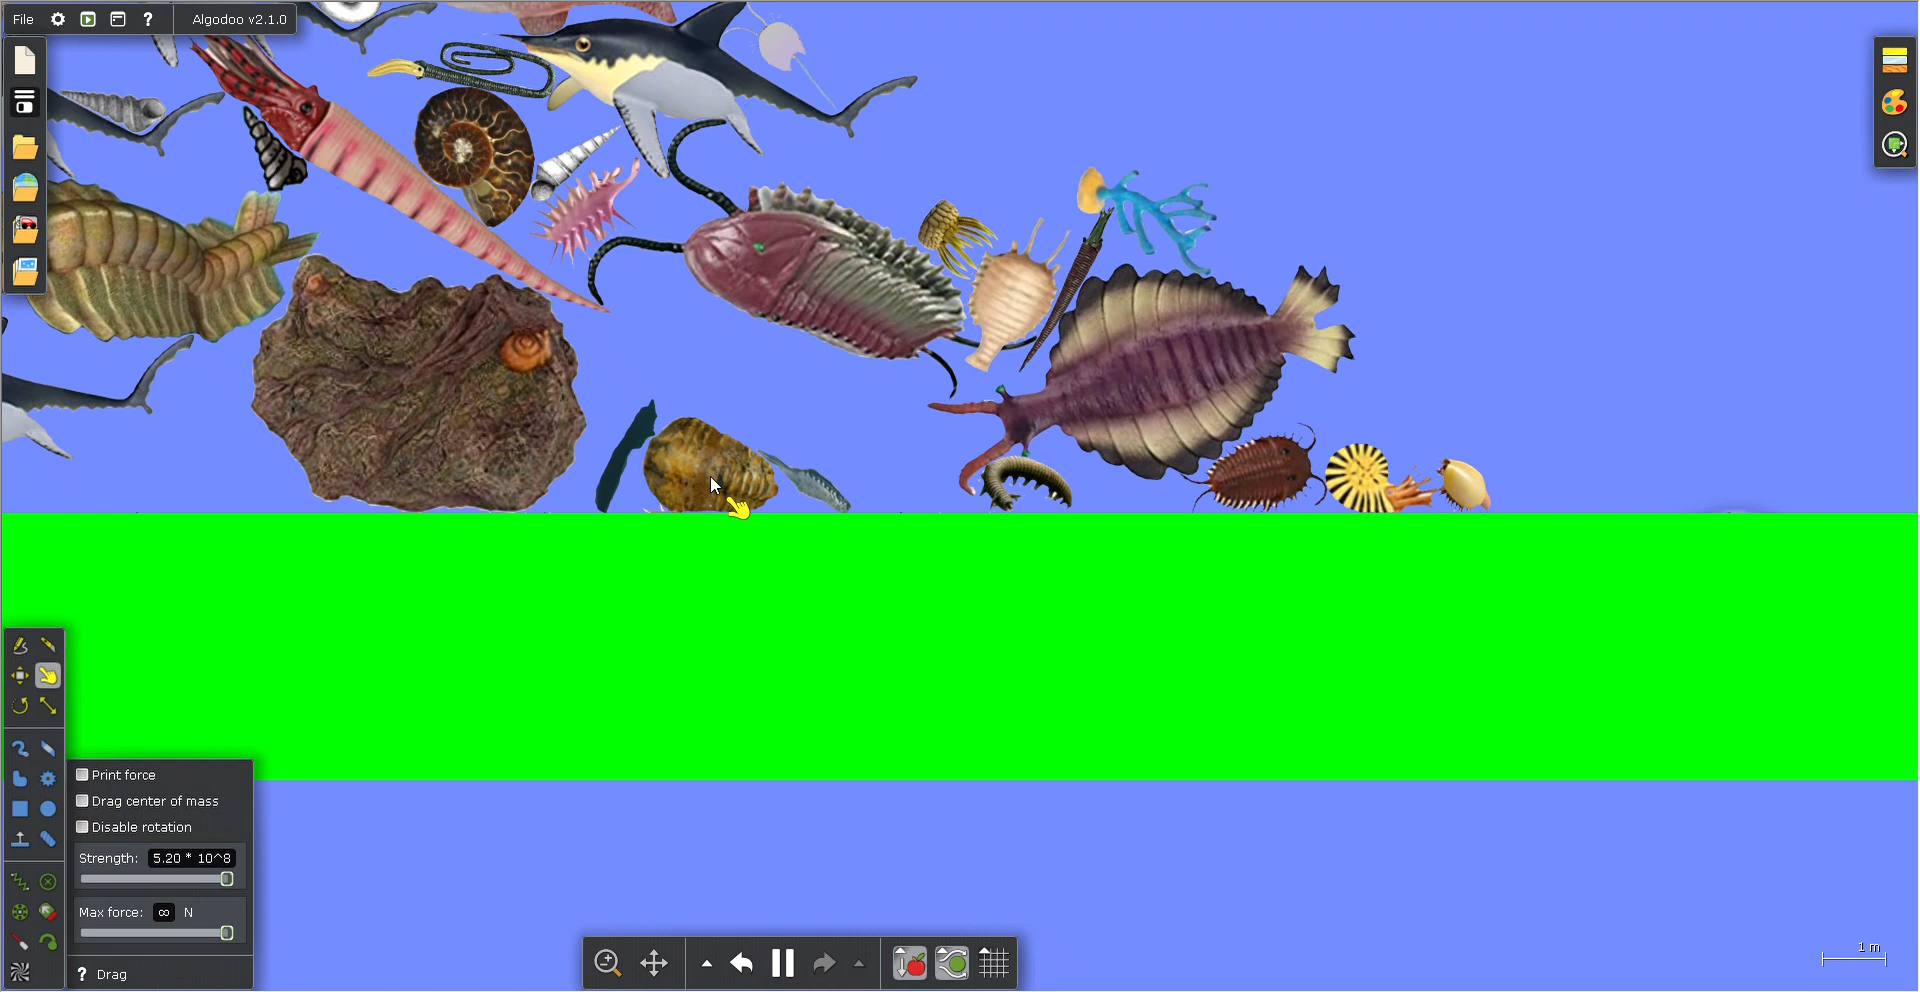 File ? Algodoo v2.1.0
Print force
Drag center of mass
Disable rotation
Strength: 5.20 * 10^8
Max force: ∞ N
? Drag
1 m